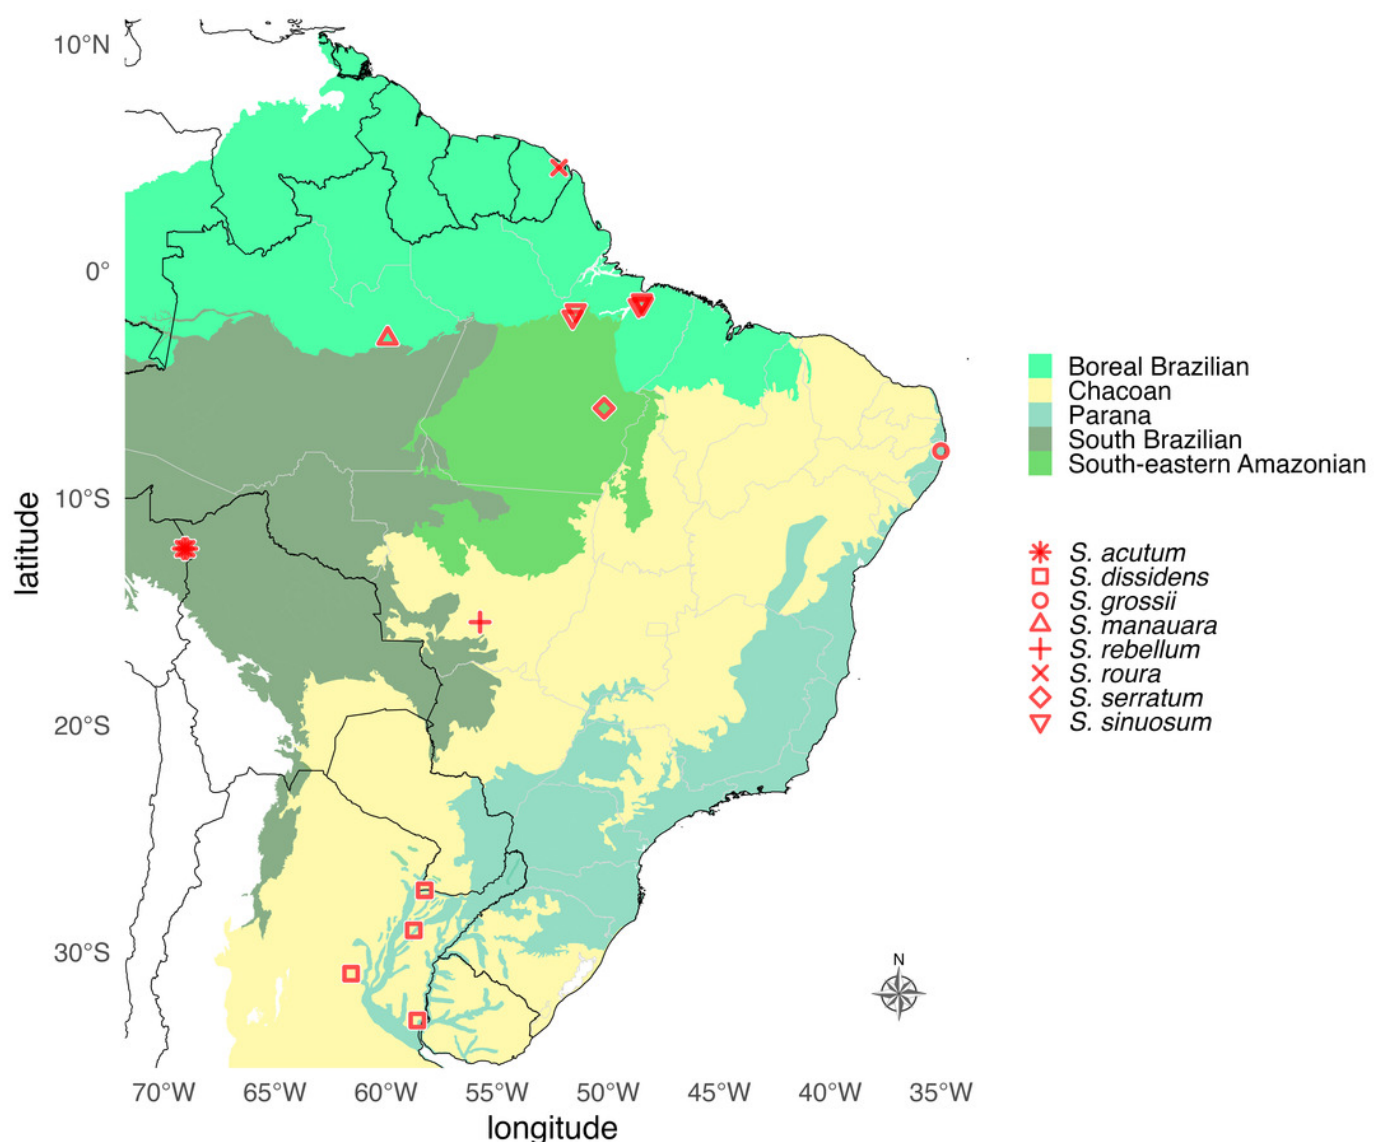 10°N
0°
10°S
20°S
30°S
latitude
70°W 65°W 60°W 55°W 50°W 45°W 40°W 35°W
longitude
N
Boreal Brazilian
Chacoan
Parana
South Brazilian
South-eastern Amazonian
S. acutum
S. dissidens
S. grossii
S. manauara
S. rebellum
S. roura
S. serratum
S. sinuosum